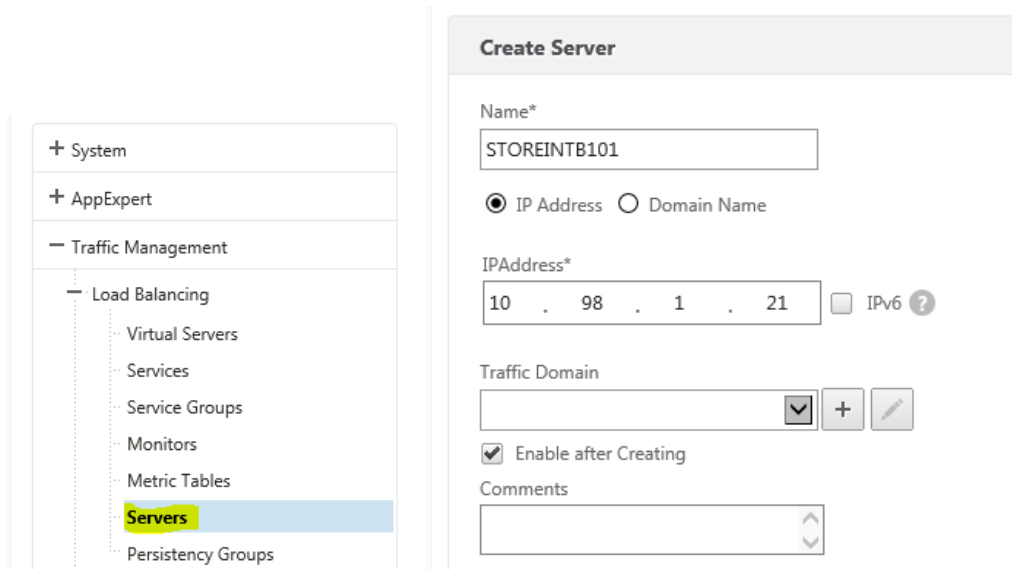 + System
+ AppExpert
− Traffic Management
− Load Balancing
Virtual Servers
Services
Service Groups
Monitors
Metric Tables
Servers
Persistency Groups
Create Server
Name*
STOREINTB101
IP Address Domain Name
IPAddress*
10 . 98 . 1 . 21 IPv6 ?
Traffic Domain
+
Enable after Creating
Comments